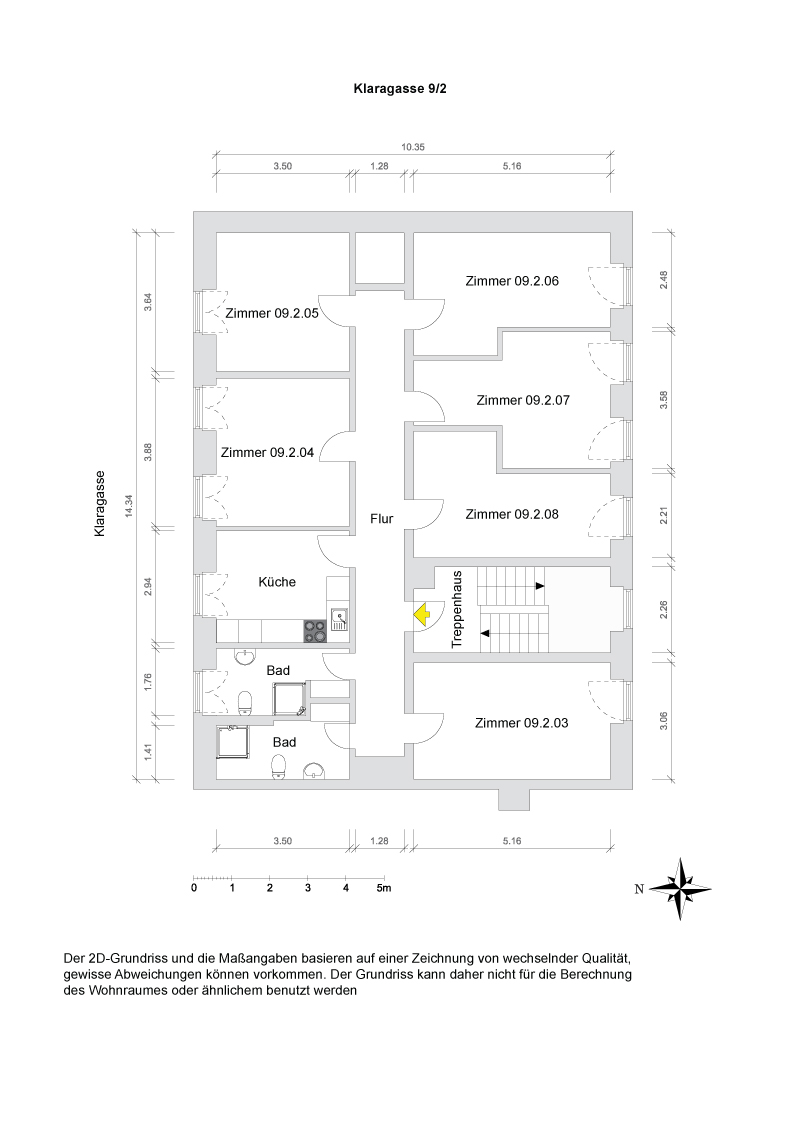 Klaragasse 9/2
10.35
3.50
1.28
5.16
Zimmer 09.2.05
Zimmer 09.2.06
Zimmer 09.2.07
Zimmer 09.2.04
Zimmer 09.2.08
Flur
Küche
Treppenhaus
Bad
Bad
Zimmer 09.2.03
Klaragasse
14.34
3.64
3.88
2.94
1.76
1.41
2.48
3.58
2.21
2.26
3.06
3.50
1.28
5.16
0 1 2 3 4 5m
N
Der 2D-Grundriss und die Maßangaben basieren auf einer Zeichnung von wechselnder Qualität,
gewisse Abweichungen können vorkommen. Der Grundriss kann daher nicht für die Berechnung
des Wohnraumes oder ähnlichem benutzt werden